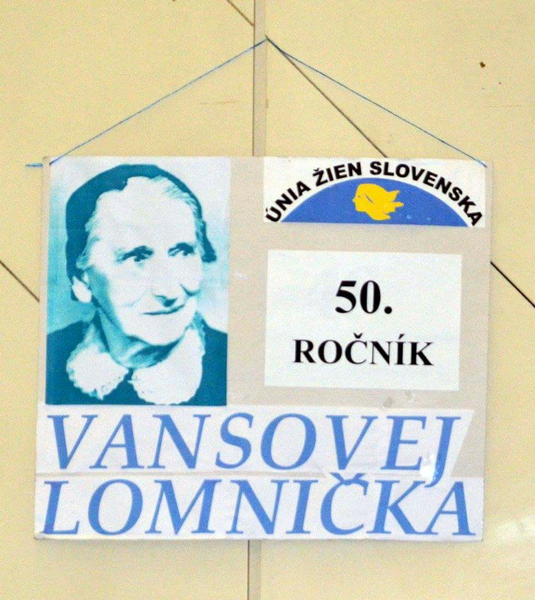 ÚNIA ŽIEN SLOVENSKA
50.
ROČNÍK
VANSOVEJ
LOMNIČKA